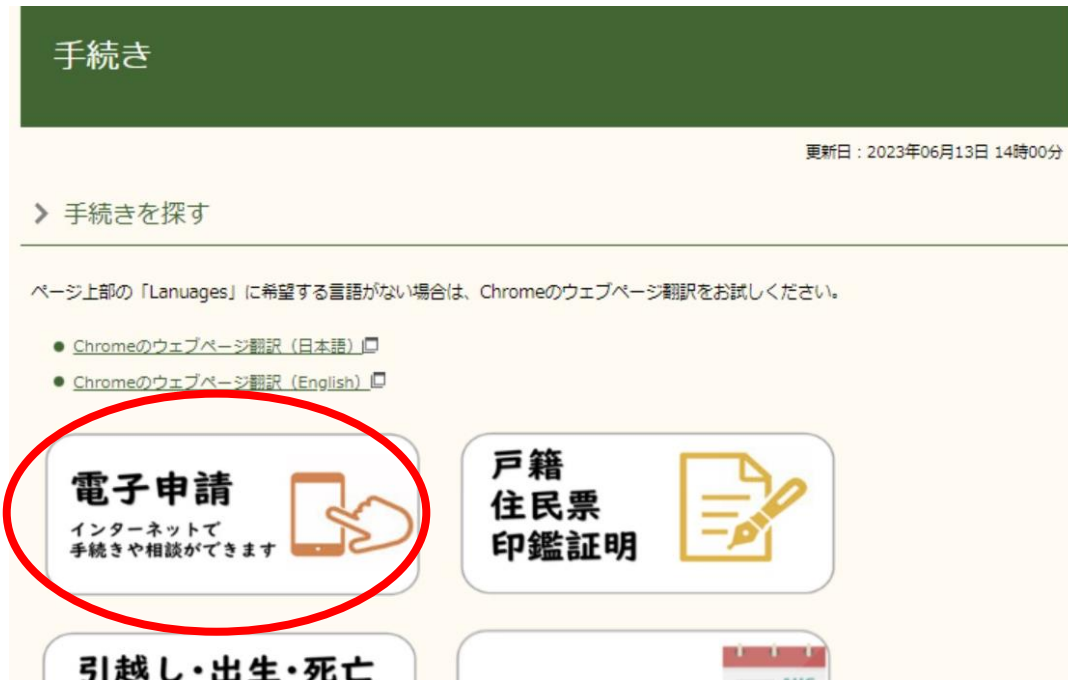 手続き
更新日：2023年06月13日 14時00分
手続きを探す
ページ上部の「Lanuages」に希望する言語がない場合は、Chromeのウェブページ翻訳をお試しください。
Chromeのウェブページ翻訳（日本語）
Chromeのウェブページ翻訳（English）
電子申請
インターネットで
手続きや相談ができます
戸籍
住民票
印鑑証明
引越し・出生・死亡